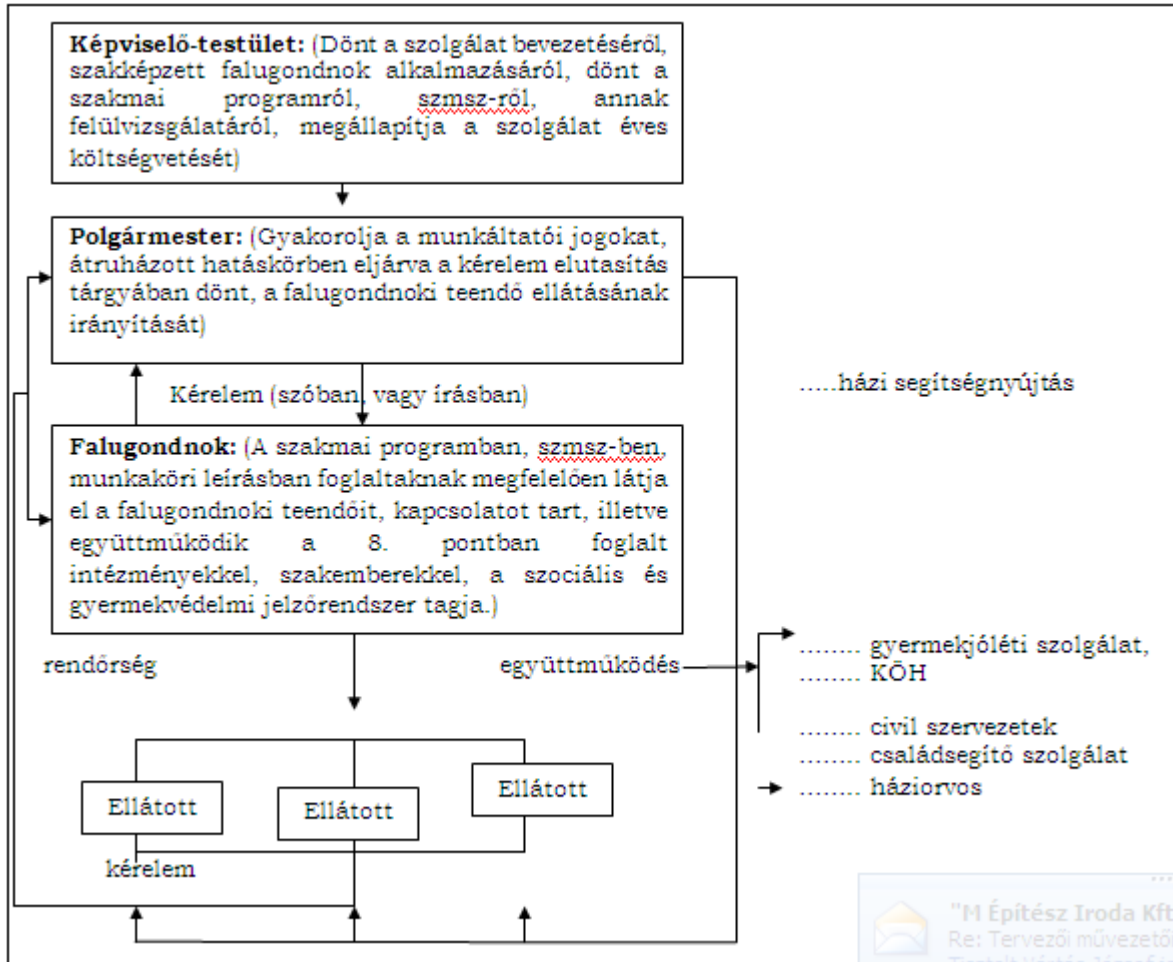 Képviselő-testület: (Dönt a szolgálat bevezetéséről,
szakképzett falugondnok alkalmazásáról, dönt a
szakmai programról, szmsz-ről, annak
felülvizsgálatáról, megállapítja a szolgálat éves
költségvetését)
Polgármester: (Gyakorolja a munkáltatói jogokat,
átruházott hatáskörben eljárva a kérelem elutasítás
tárgyában dönt, a falugondnoki teendő ellátásának
irányítását)
Kérelem (szóban, vagy írásban)
.....házi segítségnyújtás
Falugondnok: (A szakmai programban, szmsz-ben,
munkaköri leírásban foglaltaknak megfelelően látja
el a falugondnoki teendőit, kapcsolatot tart, illetve
együttműködik a 8. pontban foglalt
intézményekkel, szakemberekkel, a szociális és
gyermekvédelmi jelzőrendszer tagja.)
rendőrség
együttműködés
........ gyermekjóléti szolgálat,
........ KÖH
........ civil szervezetek
........ családsegítő szolgálat
........ háziorvos
Ellátott
Ellátott
Ellátott
kérelem
"M Építész Iroda Kft
Re: Tervezői művezető